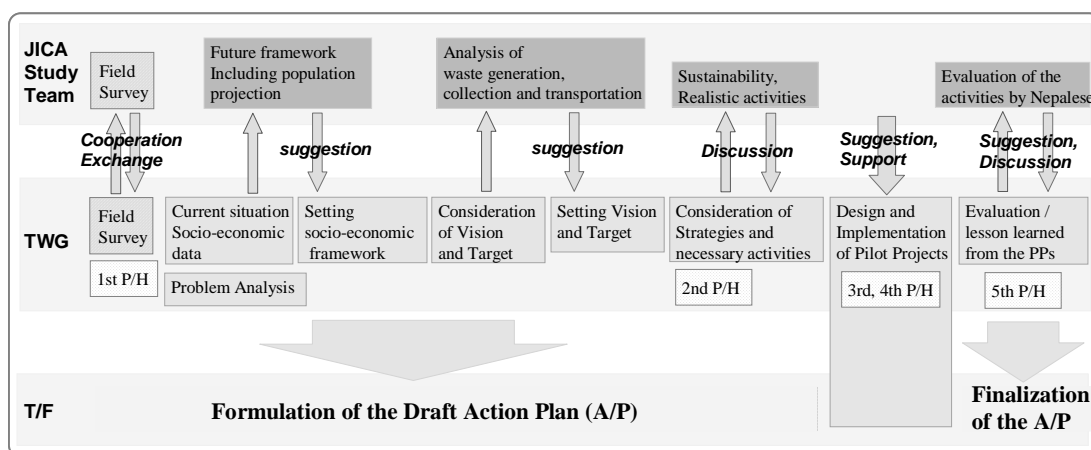 JICA
Study
Team
Field
Survey
Future framework
Including population
projection
Analysis of
waste generation,
collection and transportation
Sustainability,
Realistic activities
Evaluation of the
activities by Nepalese
Cooperation
Exchange
suggestion
suggestion
Discussion
Suggestion,
Support
Suggestion,
Discussion
TWG
Field
Survey
1st P/H
Current situation
Socio-economic
data
Problem Analysis
Setting
socio-economic
framework
Consideration
of Vision
and Target
Setting Vision
and Target
Consideration of
Strategies and
necessary activities
2nd P/H
Design and
Implementation
of Pilot Projects
3rd, 4th P/H
Evaluation /
lesson learned
from the PPs
5th P/H
T/F
Formulation of the Draft Action Plan (A/P)
Finalization
of the A/P